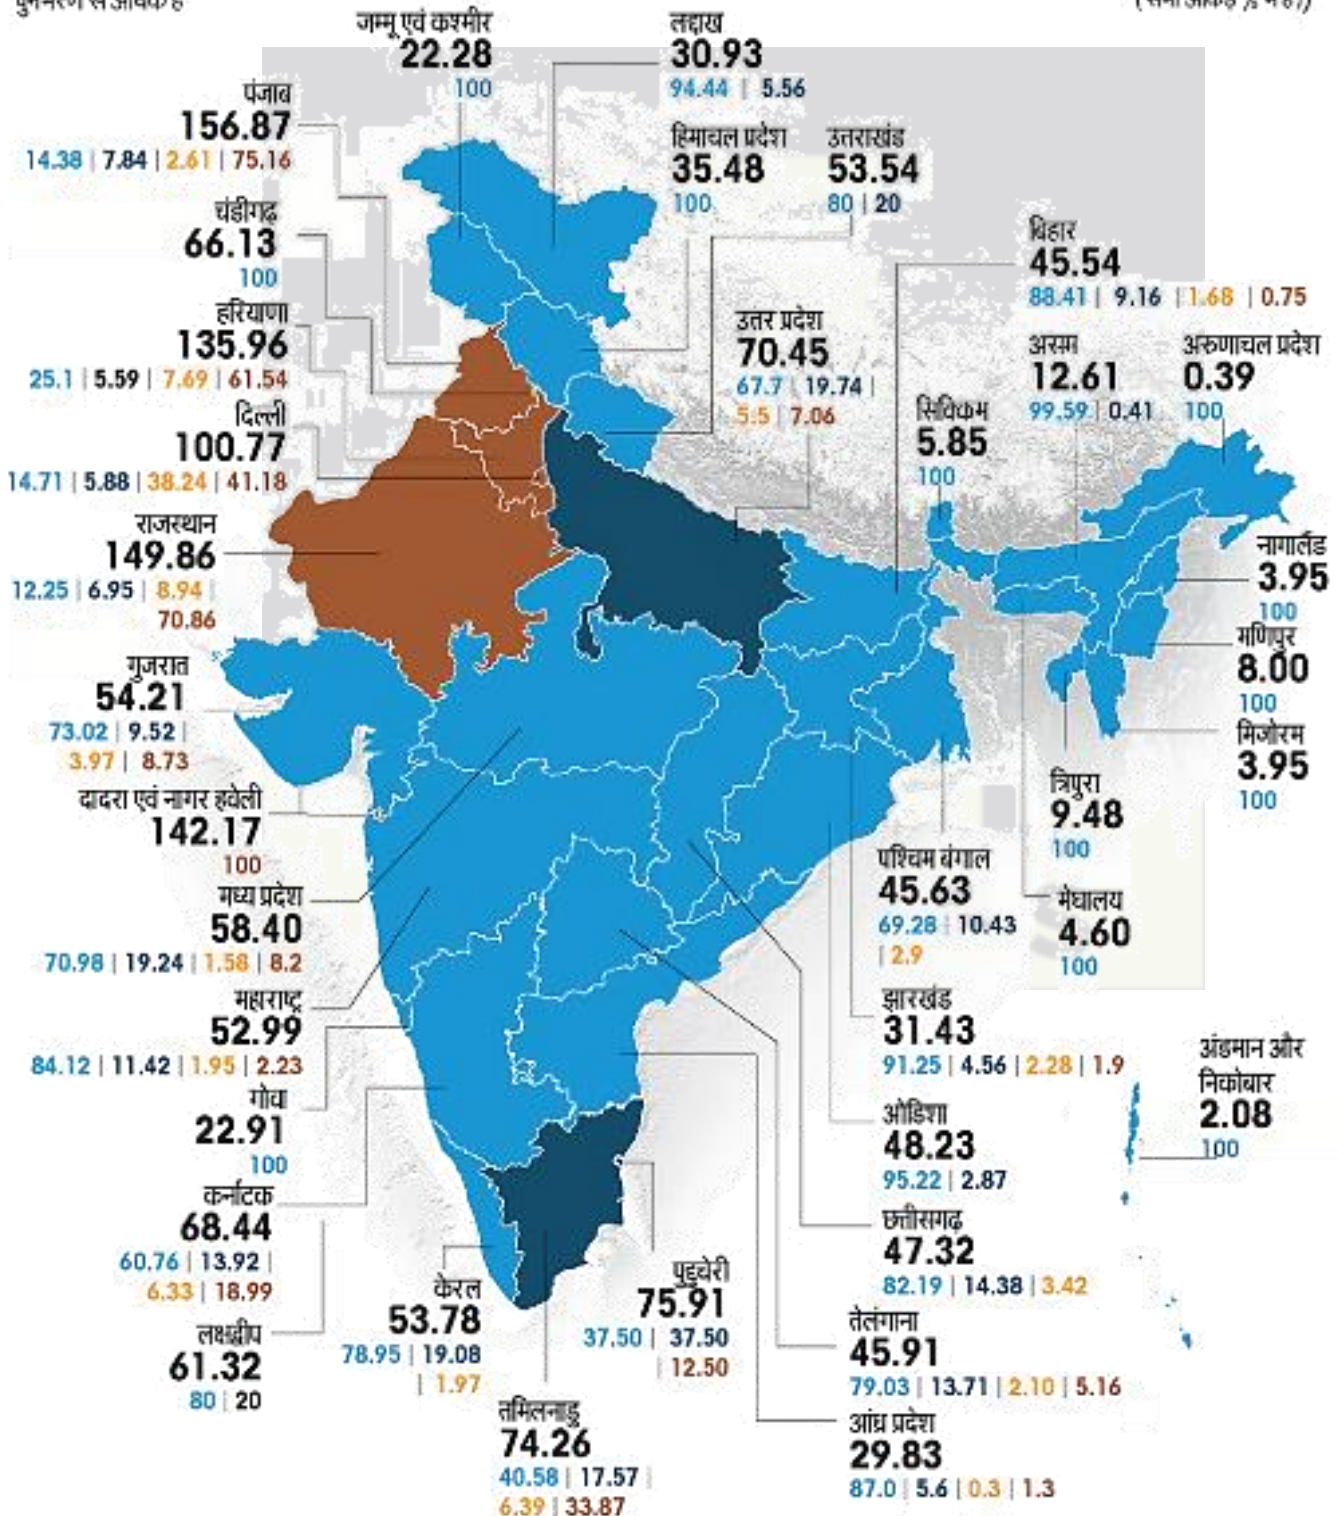 जम्मू एवं कश्मीर
22.28
100
लद्दाख
30.93
94.44 | 5.56
पंजाब
156.87
14.38 | 7.84 | 2.61 | 75.16
हिमाचल प्रदेश
35.48
100
उत्तराखंड
53.54
80 | 20
चंडीगढ़
66.13
100
बिहार
45.54
88.41 | 9.16 | 1.68 | 0.75
हरियाणा
135.96
25.1 | 5.59 | 7.69 | 61.54
उत्तर प्रदेश
70.45
67.7 | 19.74 |
5.5 | 7.06
असम
12.61
99.59 | 0.41
अरुणाचल प्रदेश
0.39
100
दिल्ली
100.77
14.71 | 5.88 | 38.24 | 41.18
सिक्किम
5.85
100
राजस्थान
149.86
12.25 | 6.95 | 8.94 |
70.86
नागालैंड
3.95
100
मणिपुर
8.00
100
गुजरात
54.21
73.02 | 9.52 |
3.97 | 8.73
मिजोरम
3.95
100
दादरा एवं नागर हवेली
142.17
100
त्रिपुरा
9.48
100
पश्चिम बंगाल
45.63
69.28 | 10.43
| 2.9
मेघालय
4.60
100
मध्य प्रदेश
58.40
70.98 | 19.24 | 1.58 | 8.2
महाराष्ट्र
52.99
84.12 | 11.42 | 1.95 | 2.23
झारखंड
31.43
91.25 | 4.56 | 2.28 | 1.9
अंडमान और
निकोबार
2.08
100
गोवा
22.91
100
ओडिशा
48.23
95.22 | 2.87
कर्नाटक
68.44
60.76 | 13.92 |
6.33 | 18.99
छत्तीसगढ़
47.32
82.19 | 14.38 | 3.42
केरल
53.78
78.95 | 19.08
| 1.97
पुद्दुचेरी
75.91
37.50 | 37.50
| 12.50
लक्षद्वीप
61.32
80 | 20
तेलंगाना
45.91
79.03 | 13.71 | 2.10 | 5.16
तमिलनाडु
74.26
40.58 | 17.57 |
6.39 | 33.87
आंध्र प्रदेश
29.83
87.0 | 5.6 | 0.3 | 1.3